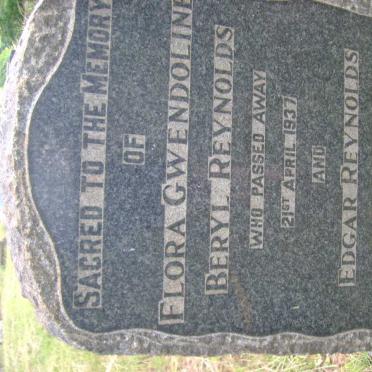 SACRED TO THE MEMORY
OF
FLORA GWENDOLINE
BERYL REYNOLDS
WHO PASSED AWAY
21ST APRIL 1937
AND
EDGAR REYNOLDS